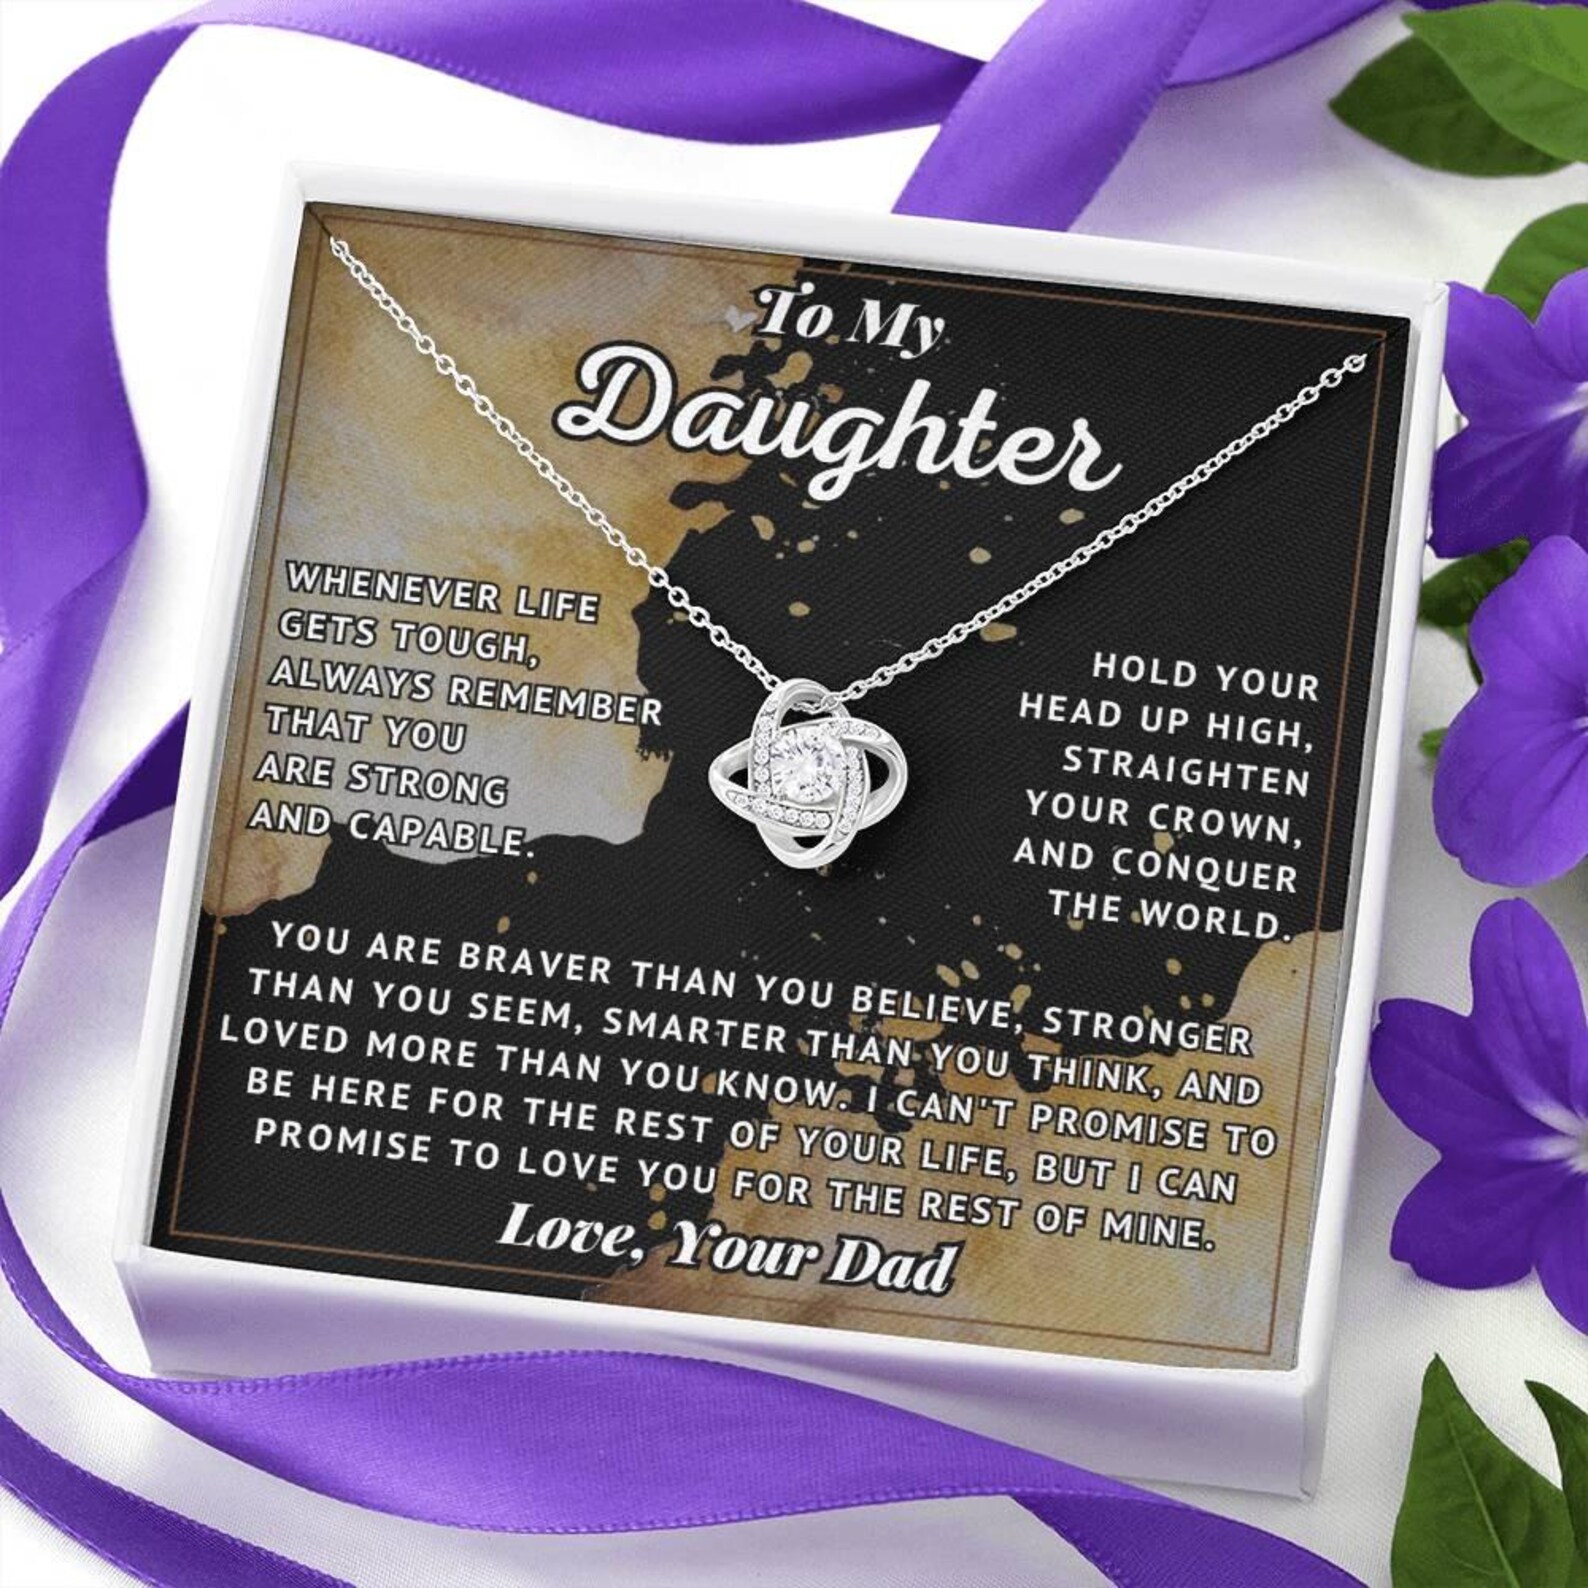 To My
Daughter
WHENEVER LIFE
GETS TOUGH,
ALWAYS REMEMBER
THAT YOU
ARE STRONG
AND CAPABLE.
HOLD YOUR
HEAD UP HIGH,
STRAIGHTEN
YOUR CROWN,
AND CONQUER
THE WORLD.
YOU ARE BRAVER THAN YOU BELIEVE, STRONGER
THAN YOU SEEM, SMARTER THAN YOU THINK, AND
LOVED MORE THAN YOU KNOW. I CAN'T PROMISE TO
BE HERE FOR THE REST OF YOUR LIFE, BUT I CAN
PROMISE TO LOVE YOU FOR THE REST OF MINE.
Love, Your Dad